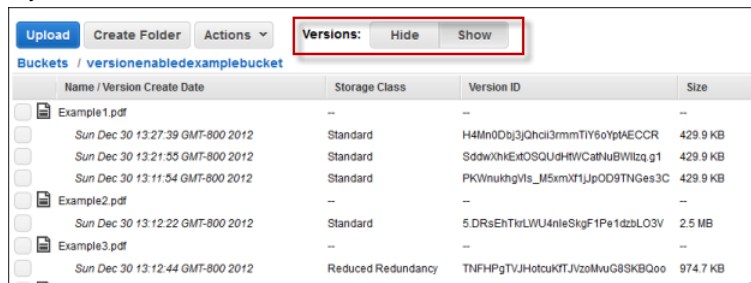 Upload Create Folder Actions Versions: Hide Show
Buckets / versionenabledexamplebucket
Name / Version Create Date Storage Class Version ID Size
Example1.pdf -- -- --
Sun Dec 30 13:27:39 GMT-800 2012 Standard H4Mn0Dbj3jQhcii3rmmTiY6oYptAECCR 429.9 KB
Sun Dec 30 13:21:55 GMT-800 2012 Standard SddwXhkExtOSQUdHtWCatNuBWIlzq.g1 429.9 KB
Sun Dec 30 13:11:54 GMT-800 2012 Standard PKWnukhgVIs_M5xmXf1jJpOD9TNGes3C 429.9 KB
Example2.pdf -- -- --
Sun Dec 30 13:12:22 GMT-800 2012 Standard 5.DRsEhTkrLWU4nIeSkgF1Pe1dzbLO3V 2.5 MB
Example3.pdf -- -- --
Sun Dec 30 13:12:44 GMT-800 2012 Reduced Redundancy TNFHPgTVJHotcuKfTJVzoMvuG8SKBQoo 974.7 KB